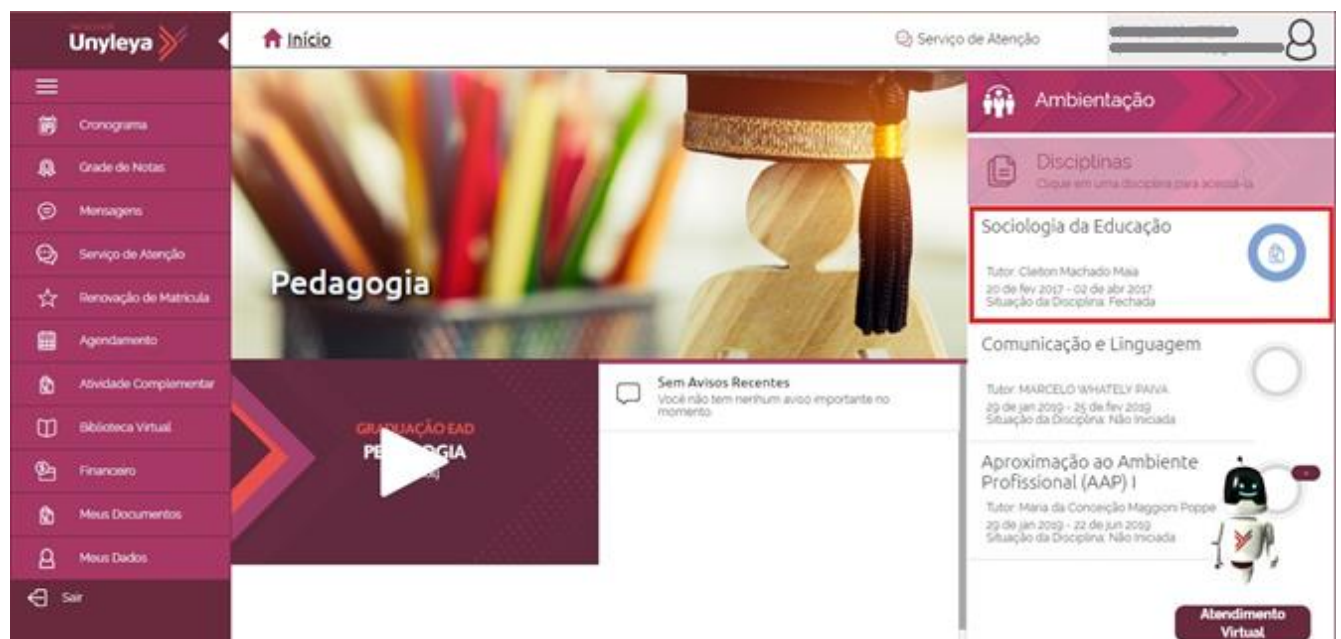 Unyleya
Início
Serviço de Atenção
Cronograma
Grade de Notas
Mensagens
Serviço de Atenção
Renovação de Matrícula
Agendamento
Atividade Complementar
Biblioteca Virtual
Financeiro
Meus Documentos
Meus Dados
Sair
Pedagogia
GRADUAÇÃO EAD
Sem Avisos Recentes
Você não tem nenhum aviso importante no
momento.
Ambientação
Disciplinas
Clique em uma disciplina para acessá-la.
Sociologia da Educação
Tutor: Cleiton Machado Maia
20 de fev 2017 - 02 de abr 2017
Situação da Disciplina: Fechada
Comunicação e Linguagem
Tutor: MARCELO WHATELY PAIVA
29 de jan 2019 - 25 de fev 2019
Situação da Disciplina: Não Iniciada
Aproximação ao Ambiente
Profissional (AAP) I
Tutor: Maria da Conceição Maggioni Poppe
29 de jan 2019 - 22 de jun 2019
Situação da Disciplina: Não Iniciada
Atendimento
Virtual